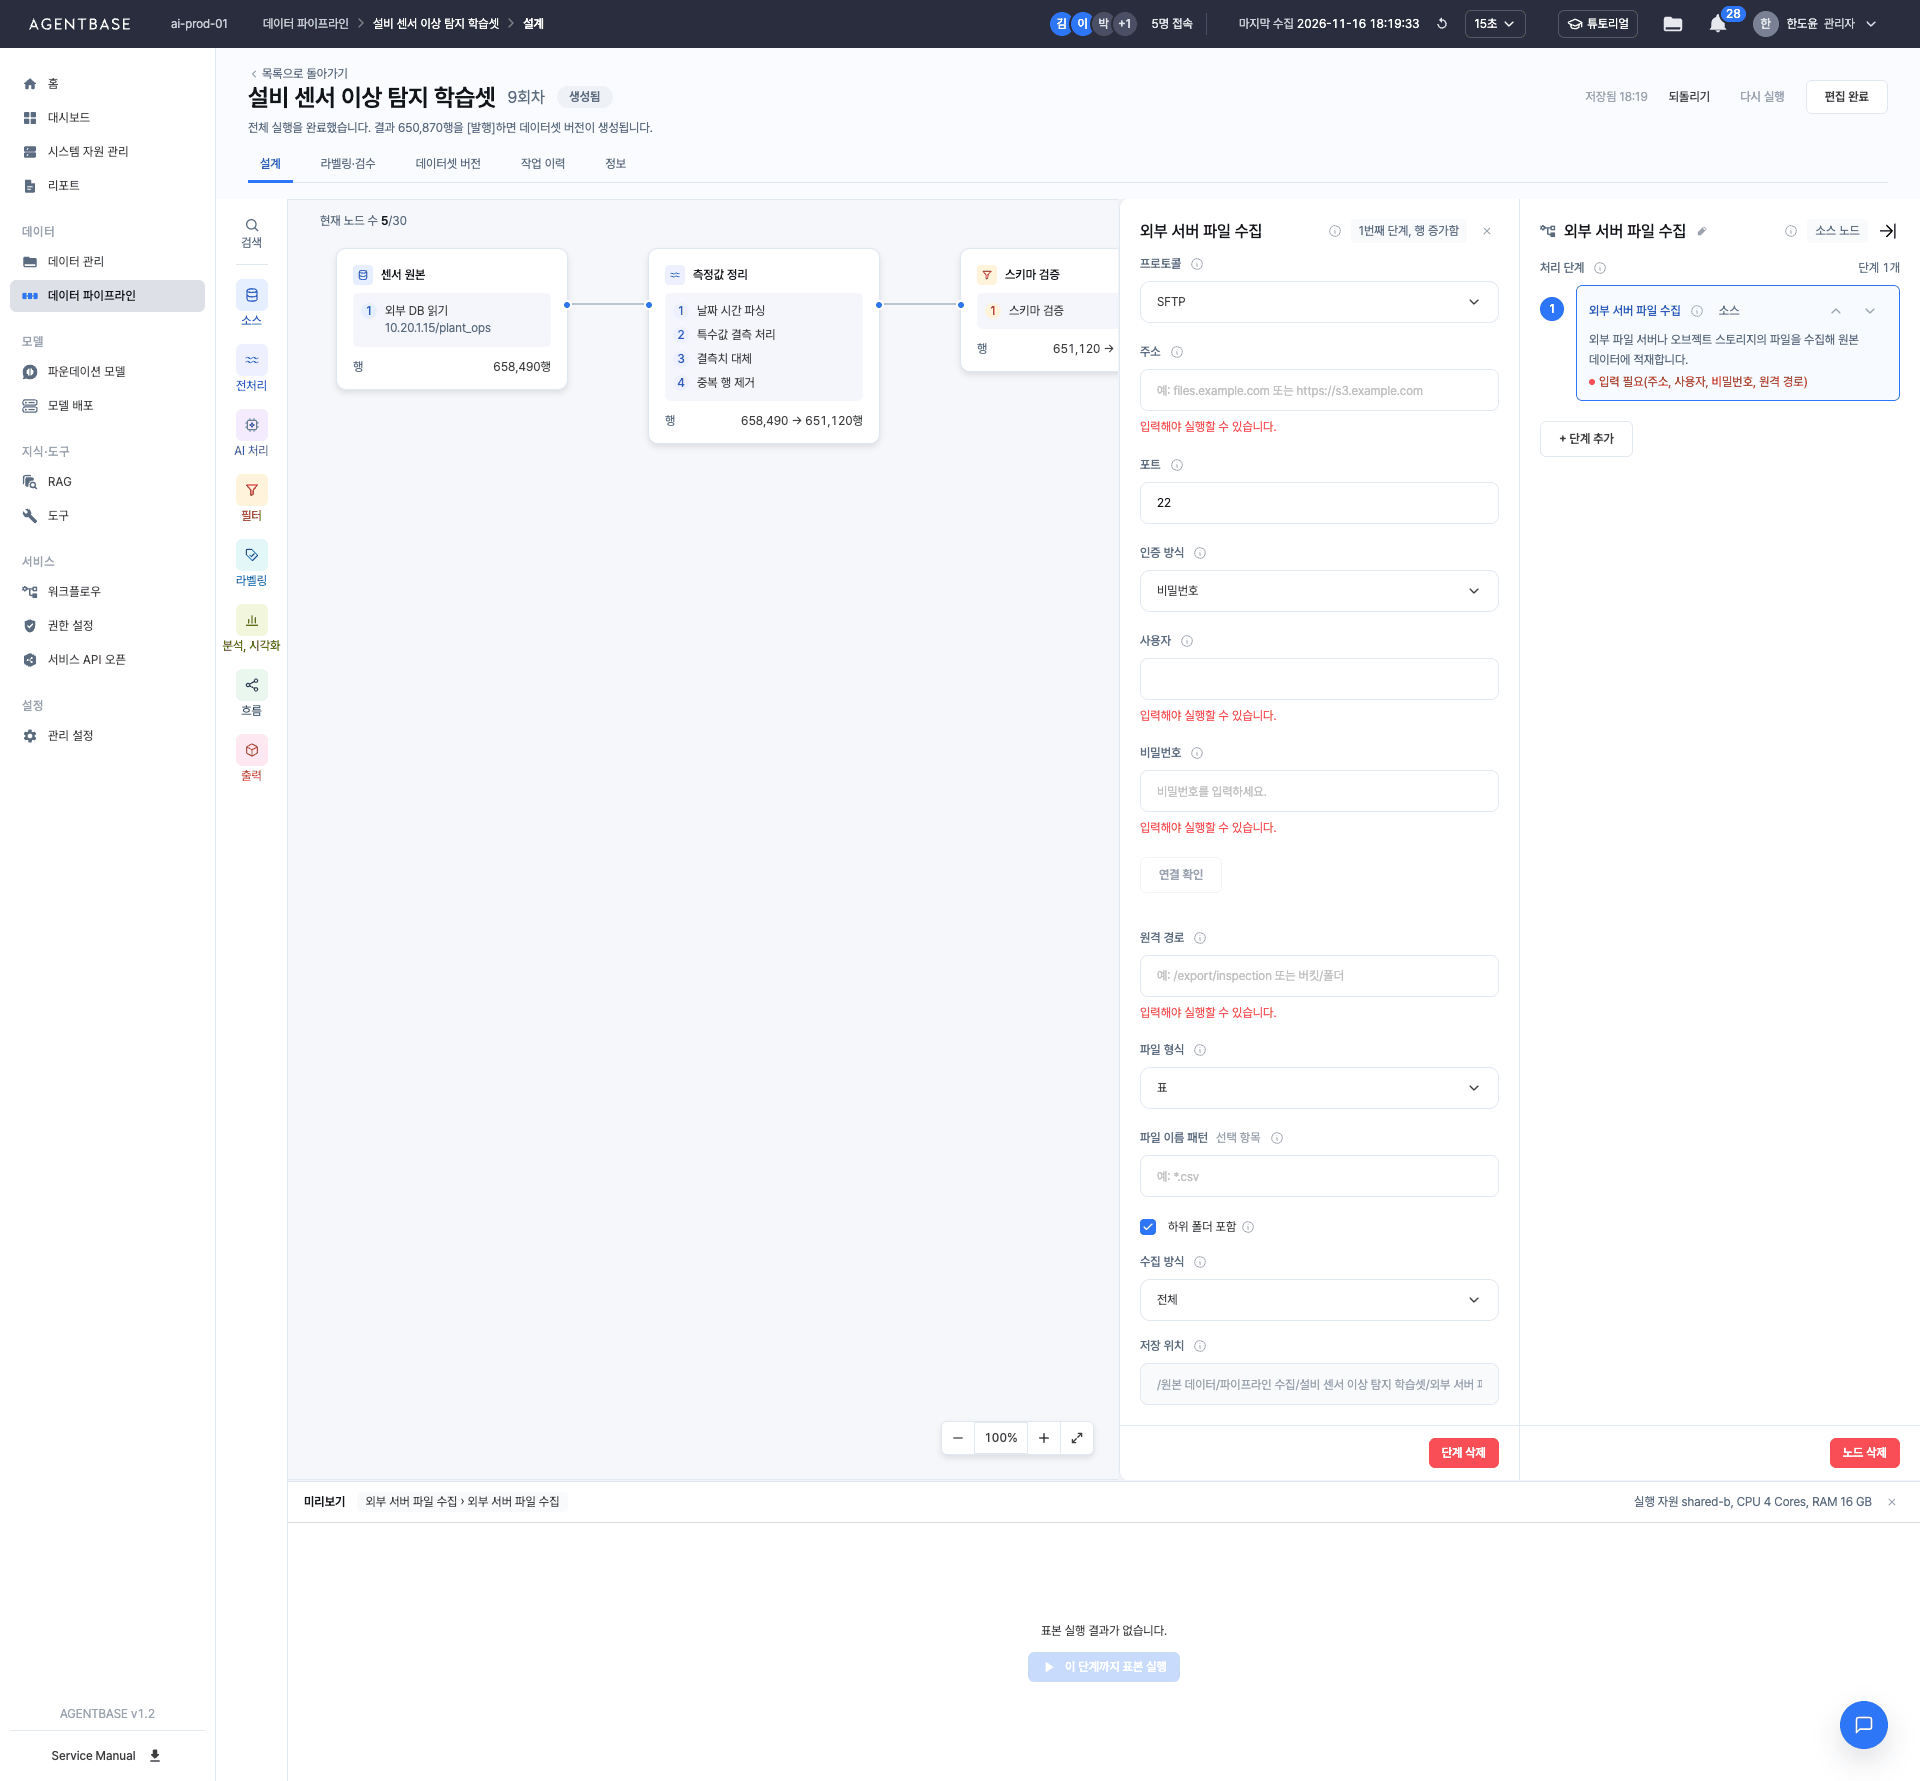 AGENTBASE
ai-prod-01
데이터 파이프라인 > 설비 센서 이상 탐지 학습셋 > 설계
김 이 박 +1 5명 접속
마지막 수집 2026-11-16 18:19:33
15초
튜토리얼
28
한 한도윤 관리자
홈
대시보드
시스템 자원 관리
리포트
데이터
데이터 관리
데이터 파이프라인
모델
파운데이션 모델
모델 배포
지식·도구
RAG
도구
서비스
워크플로우
권한 설정
서비스 API 오픈
설정
관리 설정
AGENTBASE v1.2
Service Manual
목록으로 돌아가기
설비 센서 이상 탐지 학습셋 9회차 생성됨
전체 실행을 완료했습니다. 결과 650,870행을 [발행]하면 데이터셋 버전이 생성됩니다.
저장됨 18:19 되돌리기 다시 실행 편집 완료
설계 라벨링·검수 데이터셋 버전 작업 이력 정보
검색
소스
전처리
AI 처리
필터
라벨링
분석, 시각화
흐름
출력
현재 노드 수 5/30
센서 원본
1 외부 DB 읽기
10.20.1.15/plant_ops
행 658,490행
측정값 정리
1 날짜 시간 파싱
2 특수값 결측 처리
3 결측치 대체
4 중복 행 제거
행 658,490 → 651,120행
스키마 검증
1 스키마 검증
행 651,120 →
100%
외부 서버 파일 수집 1번째 단계, 행 증가함
프로토콜
SFTP
주소
예: files.example.com 또는 https://s3.example.com
입력해야 실행할 수 있습니다.
포트
22
인증 방식
비밀번호
사용자
입력해야 실행할 수 있습니다.
비밀번호
비밀번호를 입력하세요.
입력해야 실행할 수 있습니다.
연결 확인
원격 경로
예: /export/inspection 또는 버킷/폴더
입력해야 실행할 수 있습니다.
파일 형식
표
파일 이름 패턴 선택 항목
예: *.csv
하위 폴더 포함
수집 방식
전체
저장 위치
/원본 데이터/파이프라인 수집/설비 센서 이상 탐지 학습셋/외부 서버
단계 삭제
외부 서버 파일 수집 소스 노드
처리 단계 단계 1개
1 외부 서버 파일 수집 소스
외부 파일 서버나 오브젝트 스토리지의 파일을 수집해 원본
데이터에 적재합니다.
입력 필요(주소, 사용자, 비밀번호, 원격 경로)
+ 단계 추가
노드 삭제
미리보기 외부 서버 파일 수집 › 외부 서버 파일 수집
실행 자원 shared-b, CPU 4 Cores, RAM 16 GB
표본 실행 결과가 없습니다.
이 단계까지 표본 실행